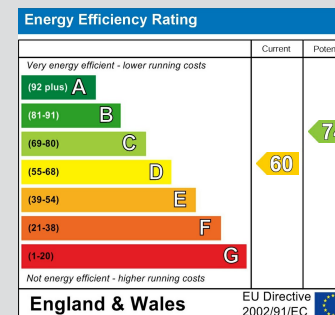 Energy Efficiency Rating
Current
Very energy efficient - lower running costs
(92 plus) A
(81-91) B
(69-80) C
(55-68) D
60
(39-54) E
(21-38) F
(1-20) G
Not energy efficient - higher running costs
England & Wales
EU Directive
2002/91/EC